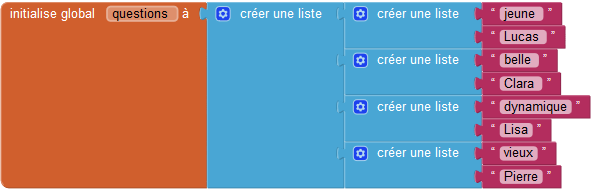 initialise global questions à créer une liste créer une liste " jeune "
" Lucas "
créer une liste " belle "
" Clara "
créer une liste " dynamique "
" Lisa "
créer une liste " vieux "
" Pierre "